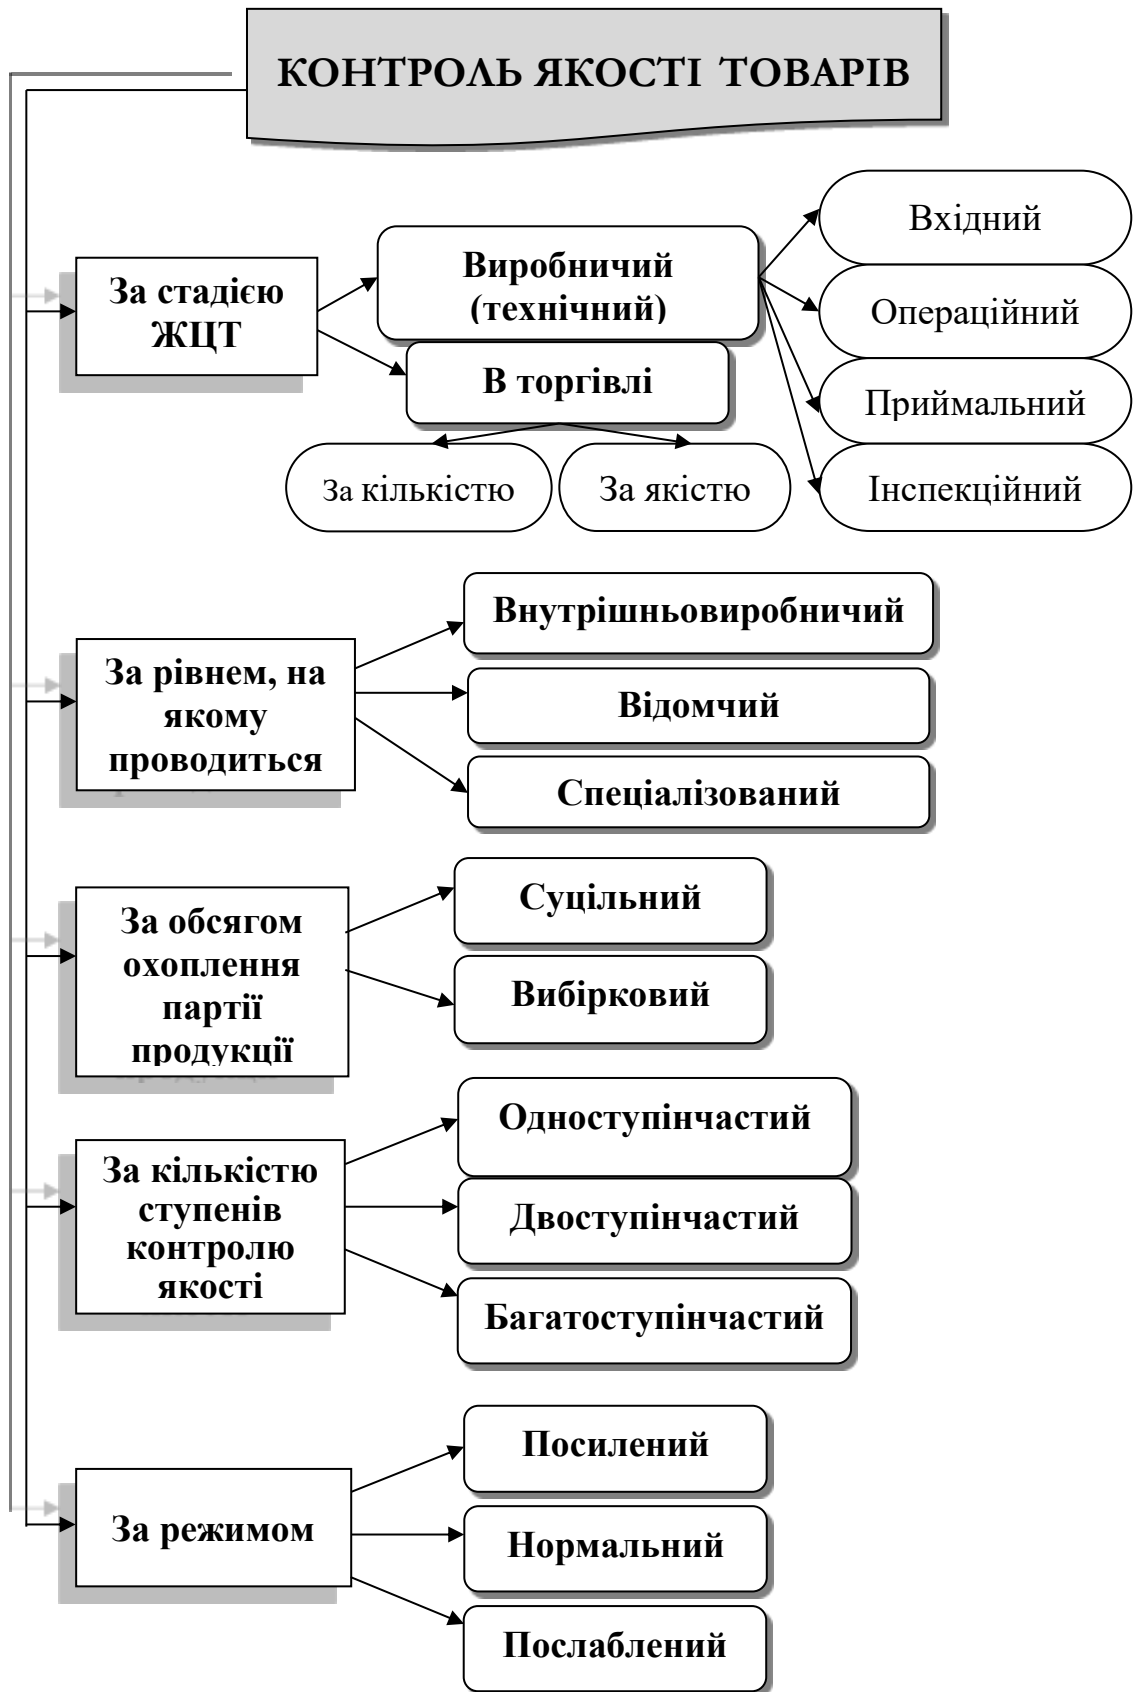 КОНТРОЛЬ ЯКОСТІ ТОВАРІВ
За стадією
ЖЦТ
Виробничий
(технічний)
В торгівлі
За кількістю
За якістю
Вхідний
Операційний
Приймальний
Інспекційний
За рівнем, на
якому
проводиться
Внутрішньовиробничий
Відомчий
Спеціалізований
За обсягом
охоплення
партії
продукції
Суцільний
Вибірковий
За кількістю
ступенів
контролю
якості
Одноступінчастий
Двоступінчастий
Багатоступінчастий
За режимом
Посилений
Нормальний
Послаблений